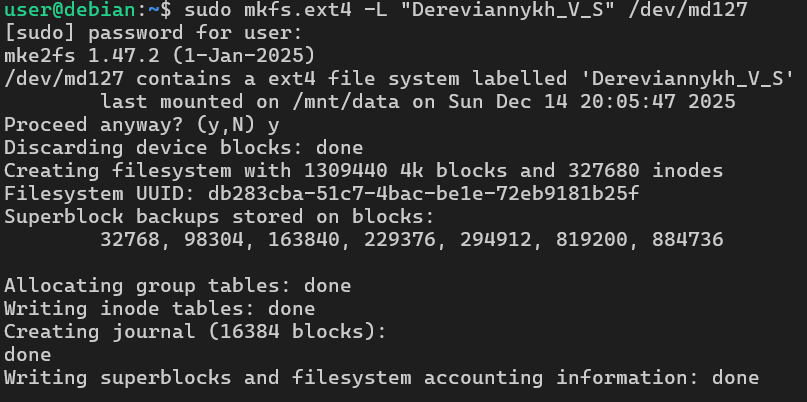 user@debian:~$ sudo mkfs.ext4 -L "Dereviannykh_V_S" /dev/md127
[sudo] password for user:
mke2fs 1.47.2 (1-Jan-2025)
/dev/md127 contains a ext4 file system labelled 'Dereviannykh_V_S'
        last mounted on /mnt/data on Sun Dec 14 20:05:47 2025
Proceed anyway? (y,N) y
Discarding device blocks: done
Creating filesystem with 1309440 4k blocks and 327680 inodes
Filesystem UUID: db283cba-51c7-4bac-be1e-72eb9181b25f
Superblock backups stored on blocks:
        32768, 98304, 163840, 229376, 294912, 819200, 884736

Allocating group tables: done
Writing inode tables: done
Creating journal (16384 blocks):
done
Writing superblocks and filesystem accounting information: done